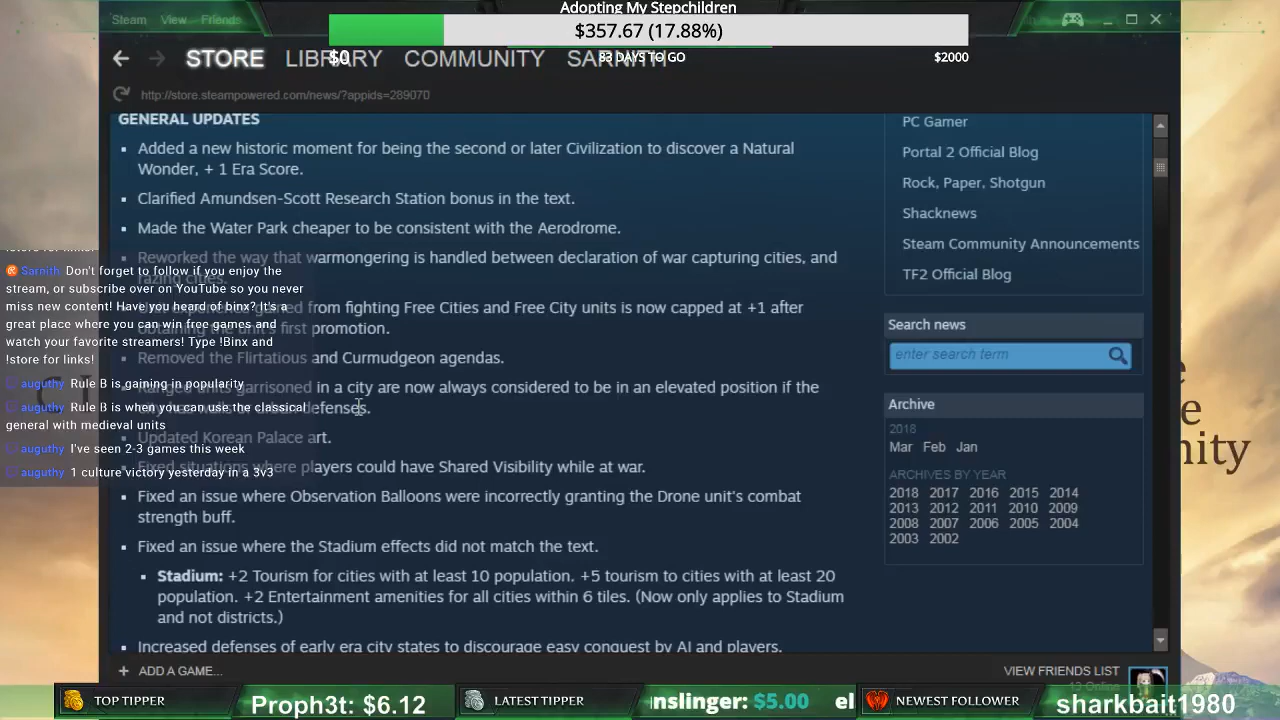 Adopting My Stepchildren
Steam View Friends
$357.67 (17.88%)
STORE LIBRARY COMMUNITY SARNITH
$0
83 DAYS TO GO
$2000
http://store.steampowered.com/news/?appids=289070
GENERAL UPDATES
Added a new historic moment for being the second or later Civilization to discover a Natural
Wonder, + 1 Era Score.
Clarified Amundsen-Scott Research Station bonus in the text.
Made the Water Park cheaper to be consistent with the Aerodrome.
Reworked the way that warmongering is handled between declaration of war capturing cities, and
razing cities.
Unit experience gained from fighting Free Cities and Free City units is now capped at +1 after
obtaining the unit's first promotion.
Removed the Flirtatious and Curmudgeon agendas.
Ranged units garrisoned in a city are now always considered to be in an elevated position if the
defenses.
Updated Korean Palace art.
Fixed situations where players could have Shared Visibility while at war.
Fixed an issue where Observation Balloons were incorrectly granting the Drone unit's combat
strength buff.
Fixed an issue where the Stadium effects did not match the text.
Stadium: +2 Tourism for cities with at least 10 population. +5 tourism to cities with at least 20
population. +2 Entertainment amenities for all cities within 6 tiles. (Now only applies to Stadium
and not districts.)
Increased defenses of early era city states to discourage easy conquest by AI and players.
Sarnith Don't forget to follow if you enjoy the
stream, or subscribe over on YouTube so you never
miss new content! Have you heard of binx? It's a
great place where you can win free games and
watch your favorite streamers! Type !Binx and
!store for links!
auguthy Rule B is gaining in popularity
auguthy Rule B is when you can use the classical
general with medieval units
auguthy I've seen 2-3 games this week
auguthy 1 culture victory yesterday in a 3v3
PC Gamer
Portal 2 Official Blog
Rock, Paper, Shotgun
Shacknews
Steam Community Announcements
TF2 Official Blog
Search news
enter search term
Archive
2018
Mar Feb Jan
ARCHIVES BY YEAR
2018 2017 2016 2015 2014
2013 2012 2011 2010 2009
2008 2007 2006 2005 2004
2003 2002
+ ADD A GAME...
VIEW FRIENDS LIST
13 Online
TOP TIPPER
Proph3t: $6.12
LATEST TIPPER
nslinger: $5.00 el
NEWEST FOLLOWER
sharkbait1980